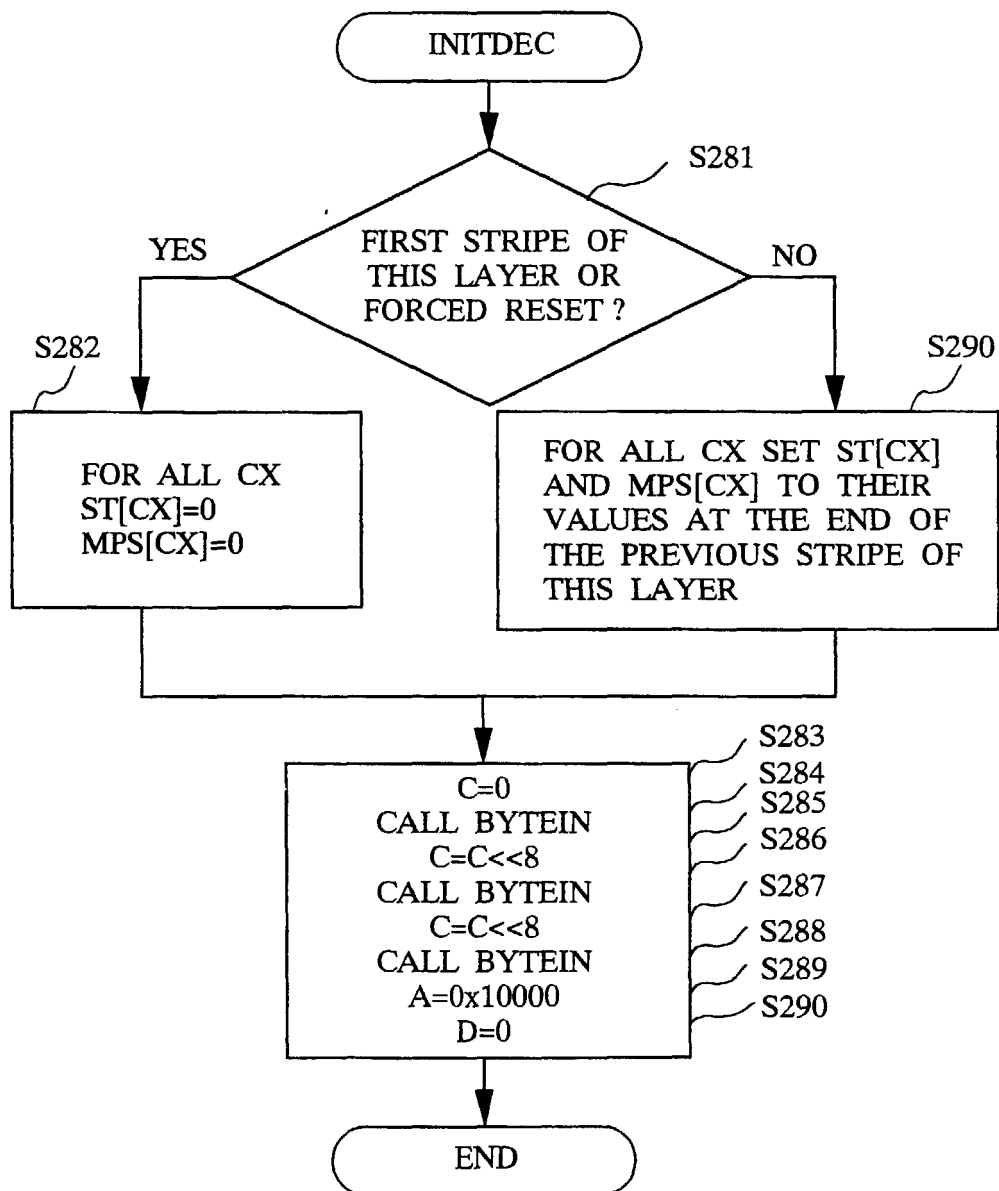 INITDEC
S281
FIRST STRIPE OF
THIS LAYER OR
FORCED RESET ?
YES
NO
S282
FOR ALL CX
ST[CX]=0
MPS[CX]=0
S290
FOR ALL CX SET ST[CX]
AND MPS[CX] TO THEIR
VALUES AT THE END OF
THE PREVIOUS STRIPE OF
THIS LAYER
C=0
CALL BYTEIN
C=C<<8
CALL BYTEIN
C=C<<8
CALL BYTEIN
A=0x10000
D=0
S283
S284
S285
S286
S287
S288
S289
S290
END